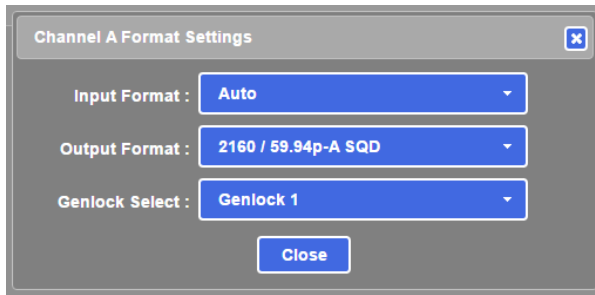 Channel A Format Settings
Input Format : Auto
Output Format : 2160 / 59.94p-A SQD
Genlock Select : Genlock 1
Close